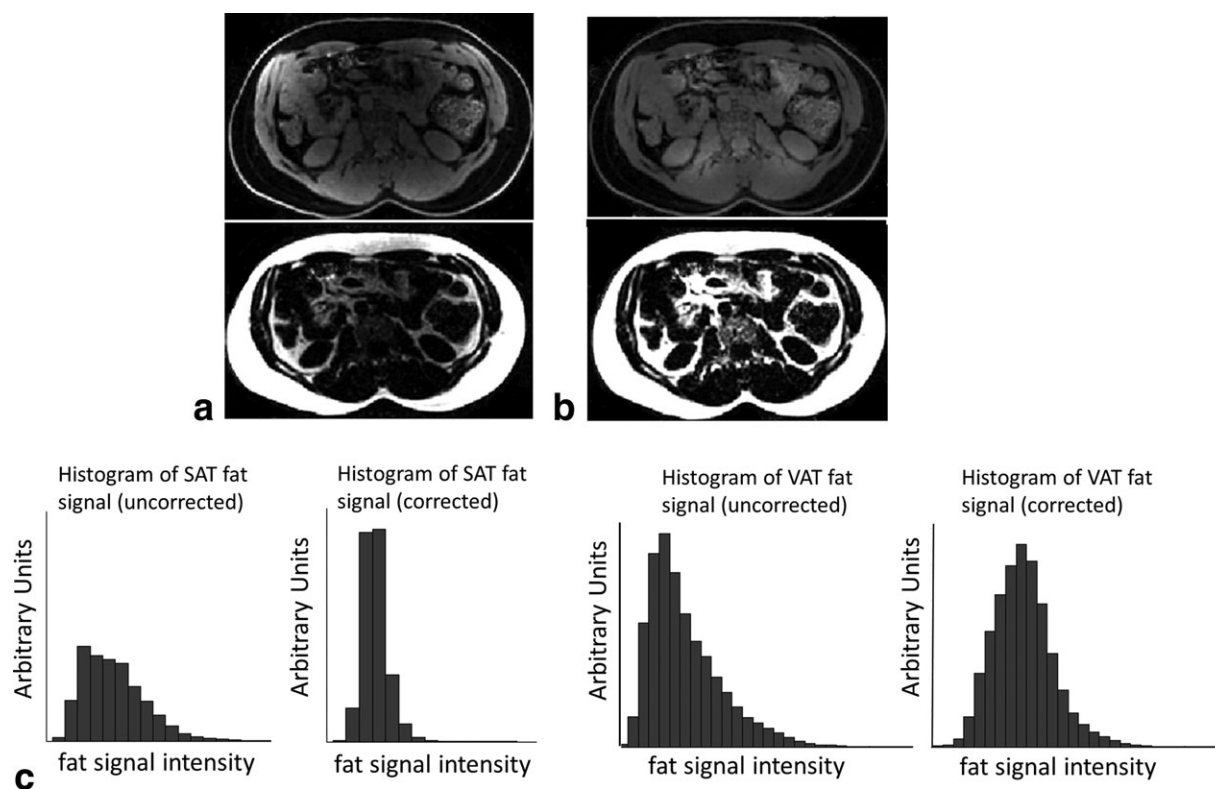 a
b
Histogram of SAT fat
signal (uncorrected)
Arbitrary Units
fat signal intensity
Histogram of SAT fat
signal (corrected)
Arbitrary Units
fat signal intensity
Histogram of VAT fat
signal (uncorrected)
Arbitrary Units
fat signal intensity
Histogram of VAT fat
signal (corrected)
Arbitrary Units
fat signal intensity
c